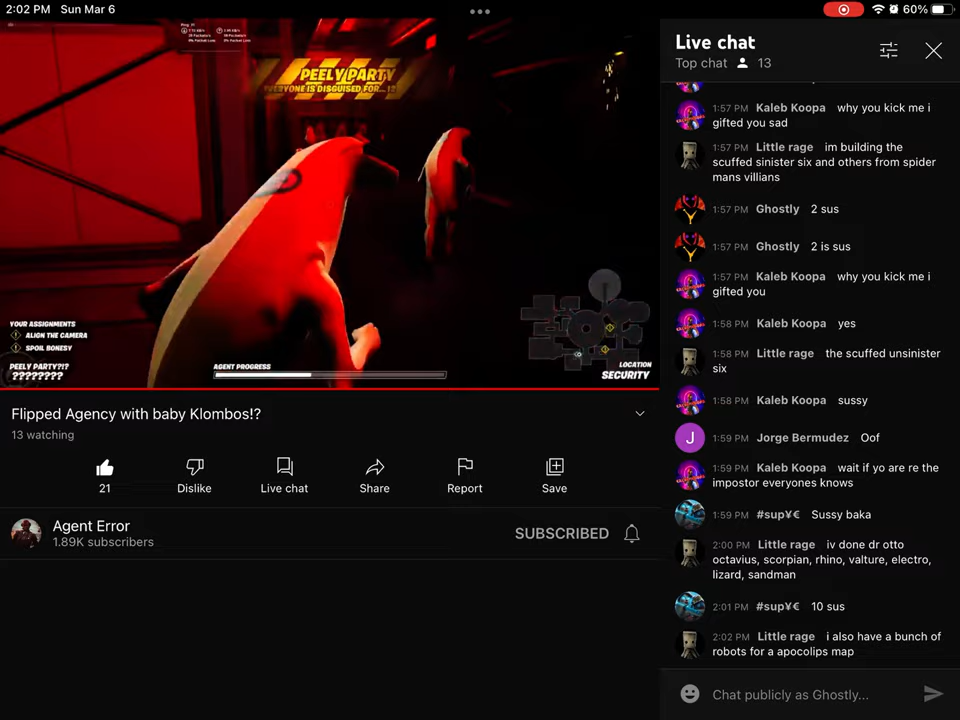 2:02 PM Sun Mar 6
60%
PEELY PARTY
EVERYONE IS DISGUISED FOR...!?
YOUR ASSIGNMENTS
ALIGN THE CAMERA
SPOIL BONESY
PEELY PARTY?!?
????????
AGENT PROGRESS
LOCATION
SECURITY
Flipped Agency with baby Klombos!?
13 watching
21
Dislike
Live chat
Share
Report
Save
Agent Error
1.89K subscribers
SUBSCRIBED
Live chat
Top chat 13
1:57 PM Kaleb Koopa why you kick me i
gifted you sad
1:57 PM Little rage im building the
scuffed sinister six and others from spider
mans villians
1:57 PM Ghostly 2 sus
1:57 PM Ghostly 2 is sus
1:57 PM Kaleb Koopa why you kick me i
gifted you
1:58 PM Kaleb Koopa yes
1:58 PM Little rage the scuffed unsinister
six
1:58 PM Kaleb Koopa sussy
J
1:59 PM Jorge Bermudez Oof
1:59 PM Kaleb Koopa wait if yo are re the
impostor everyones knows
1:59 PM #sup¥€ Sussy baka
2:00 PM Little rage iv done dr otto
octavius, scorpian, rhino, valture, electro,
lizard, sandman
2:01 PM #sup¥€ 10 sus
2:02 PM Little rage i also have a bunch of
robots for a apocolips map
Chat publicly as Ghostly...